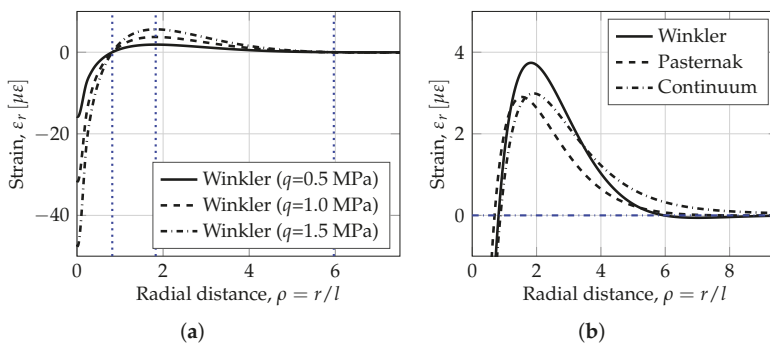 0
−20
−40
Strain, εr [με]
Winkler (q=0.5 MPa)
Winkler (q=1.0 MPa)
Winkler (q=1.5 MPa)
0 2 4 6
Radial distance, ρ = r/l
(a)
4
2
0
Strain, εr [με]
Winkler
Pasternak
Continuum
0 2 4 6 8
Radial distance, ρ = r/l
(b)